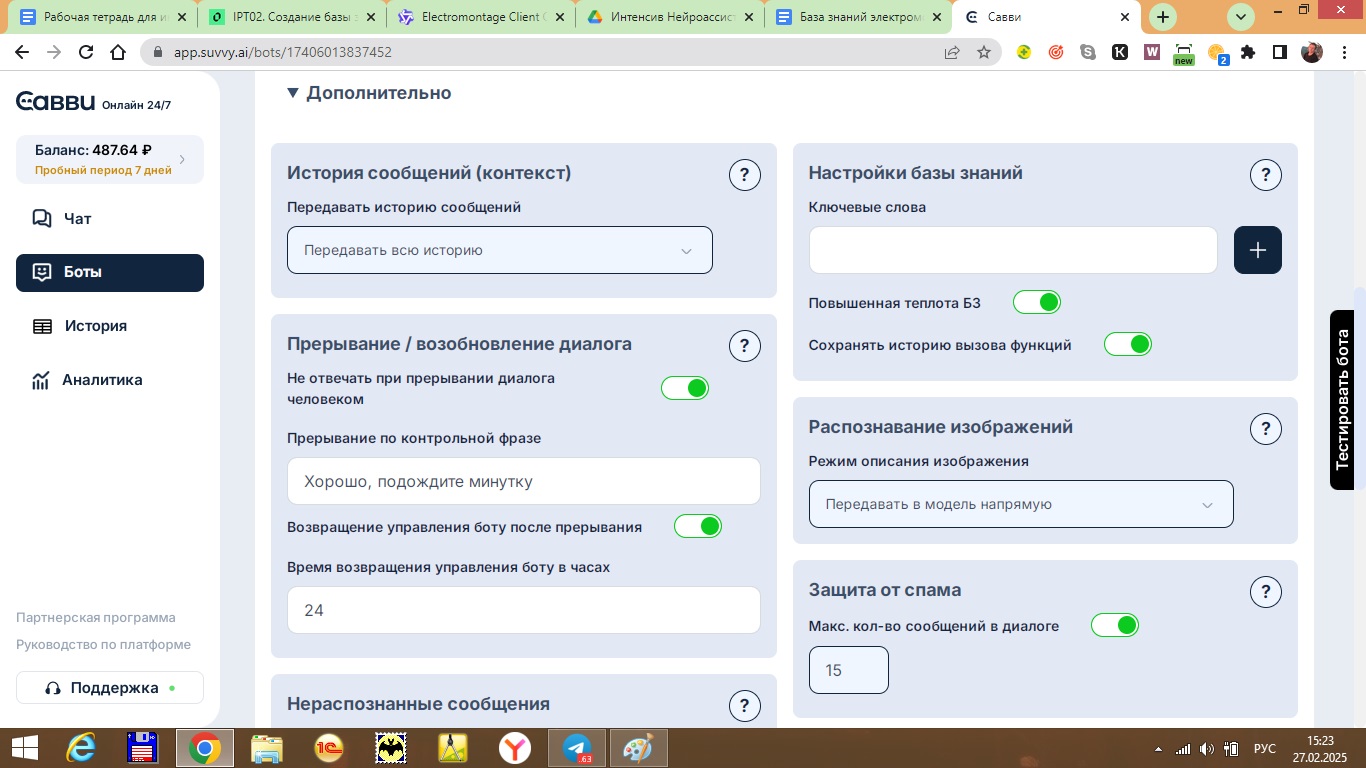 Рабочая тетрадь для и
IPT02. Создание базы з
Electromontage Client C
Интенсив Нейроассис
База знаний электром
Савви
app.suvvy.ai/bots/17406013837452
new
2
Савви Онлайн 24/7
Баланс: 487.64 ₽
Пробный период 7 дней
Чат
Боты
История
Аналитика
Партнерская программа
Руководство по платформе
Поддержка
Дополнительно
История сообщений (контекст)
?
Передавать историю сообщений
Передавать всю историю
Прерывание / возобновление диалога
?
Не отвечать при прерывании диалога
человеком
Прерывание по контрольной фразе
Хорошо, подождите минутку
Возвращение управления боту после прерывания
Время возвращения управления боту в часах
24
Нераспознанные сообщения
?
Настройки базы знаний
?
Ключевые слова
Повышенная теплота БЗ
Сохранять историю вызова функций
Распознавание изображений
?
Режим описания изображения
Передавать в модель напрямую
Защита от спама
?
Макс. кол-во сообщений в диалоге
15
Тестировать бота
.63
РУС
15:23
27.02.2025